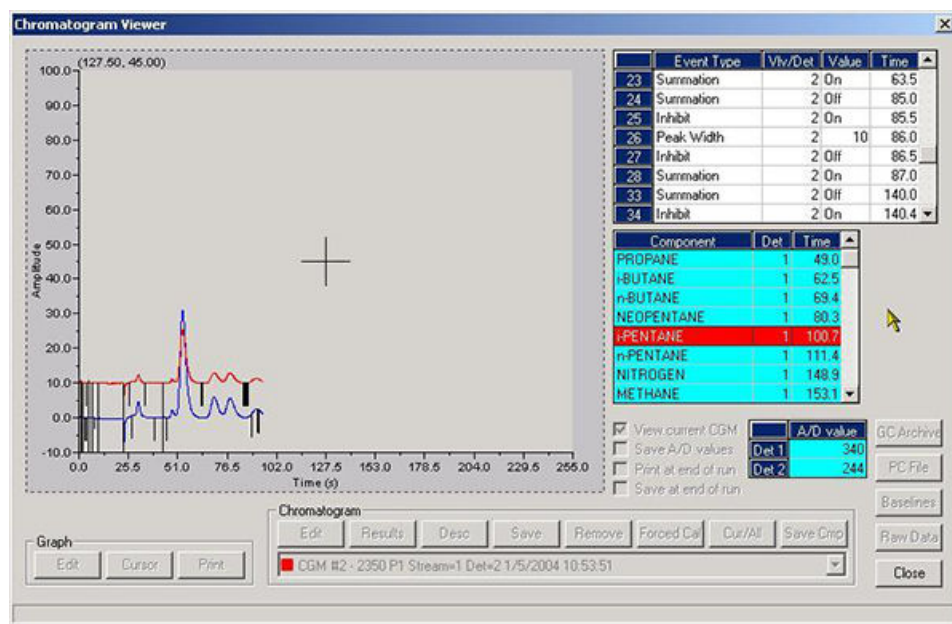 Chromatogram Viewer
(127.50, 45.00)
100.0
90.0
80.0
70.0
60.0
50.0
40.0
30.0
20.0
10.0
0.0
-10.0
Amplitude
0.0 25.5 51.0 76.5 102.0 127.5 153.0 178.5 204.0 229.5 255.0
Time (s)
Event Type Vlv/Det Value Time
23 Summation 2 On 63.5
24 Summation 2 Off 85.0
25 Inhibit 2 On 85.5
26 Peak Width 2 10 86.0
27 Inhibit 2 Off 86.5
28 Summation 2 On 87.0
33 Summation 2 Off 140.0
34 Inhibit 2 On 140.4
Component Det Time
PROPANE 1 49.0
i-BUTANE 1 62.5
n-BUTANE 1 69.4
NEOPENTANE 1 80.3
i-PENTANE 1 100.7
n-PENTANE 1 111.4
NITROGEN 1 148.9
METHANE 1 153.1
View current CGM
Save A/D values
Print at end of run
Save at end of run
A/D value
Det 1 340
Det 2 244
GC Archive
PC File
Baselines
Raw Data
Close
Graph
Edit Cursor Print
Chromatogram
Edit Results Desc Save Remove Forced Cal Cur/All Save Cmp
CGM #2 - 2350 P1 Stream=1 Det=2 1/5/2004 10:53:51